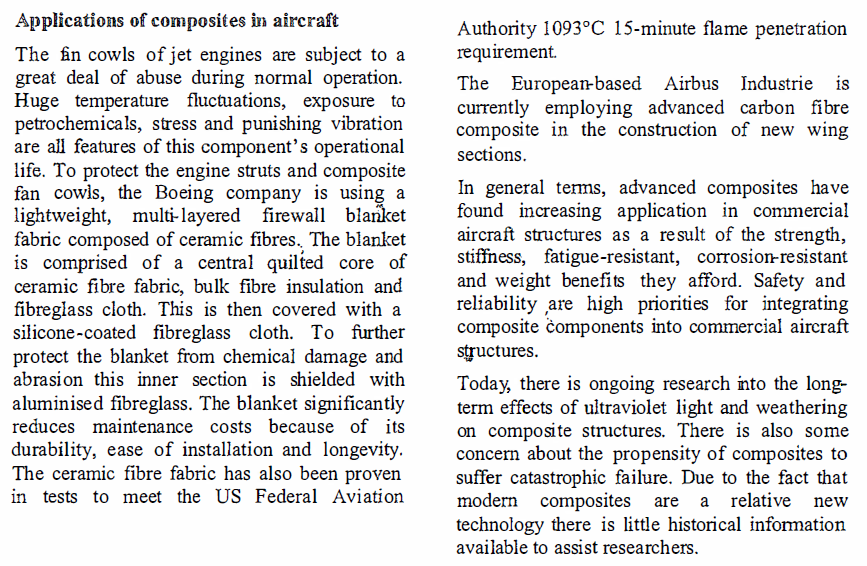 Applications of composites in aircraft
The fin cowls of jet engines are subject to a
great deal of abuse during normal operation.
Huge temperature fluctuations, exposure to
petrochemicals, stress and punishing vibration
are all features of this component's operational
life. To protect the engine struts and composite
fan cowls, the Boeing company is using a
lightweight, multi-layered firewall blanket
fabric composed of ceramic fibres. The blanket
is comprised of a central quilted core of
ceramic fibre fabric, bulk fibre insulation and
fibreglass cloth. This is then covered with a
silicone-coated fibreglass cloth. To further
protect the blanket from chemical damage and
abrasion this inner section is shielded with
aluminised fibreglass. The blanket significantly
reduces maintenance costs because of its
durability, ease of installation and longevity.
The ceramic fibre fabric has also been proven
in tests to meet the US Federal Aviation
Authority 1093°C 15-minute flame penetration
requirement.
The European-based Airbus Industrie is
currently employing advanced carbon fibre
composite in the construction of new wing
sections.
In general terms, advanced composites have
found increasing application in commercial
aircraft structures as a result of the strength,
stiffness, fatigue-resistant, corrosion-resistant
and weight benefits they afford. Safety and
reliability are high priorities for integrating
composite components into commercial aircraft
structures.
Today, there is ongoing research into the long-
term effects of ultraviolet light and weathering
on composite structures. There is also some
concern about the propensity of composites to
suffer catastrophic failure. Due to the fact that
modern composites are a relative new
technology there is little historical information
available to assist researchers.